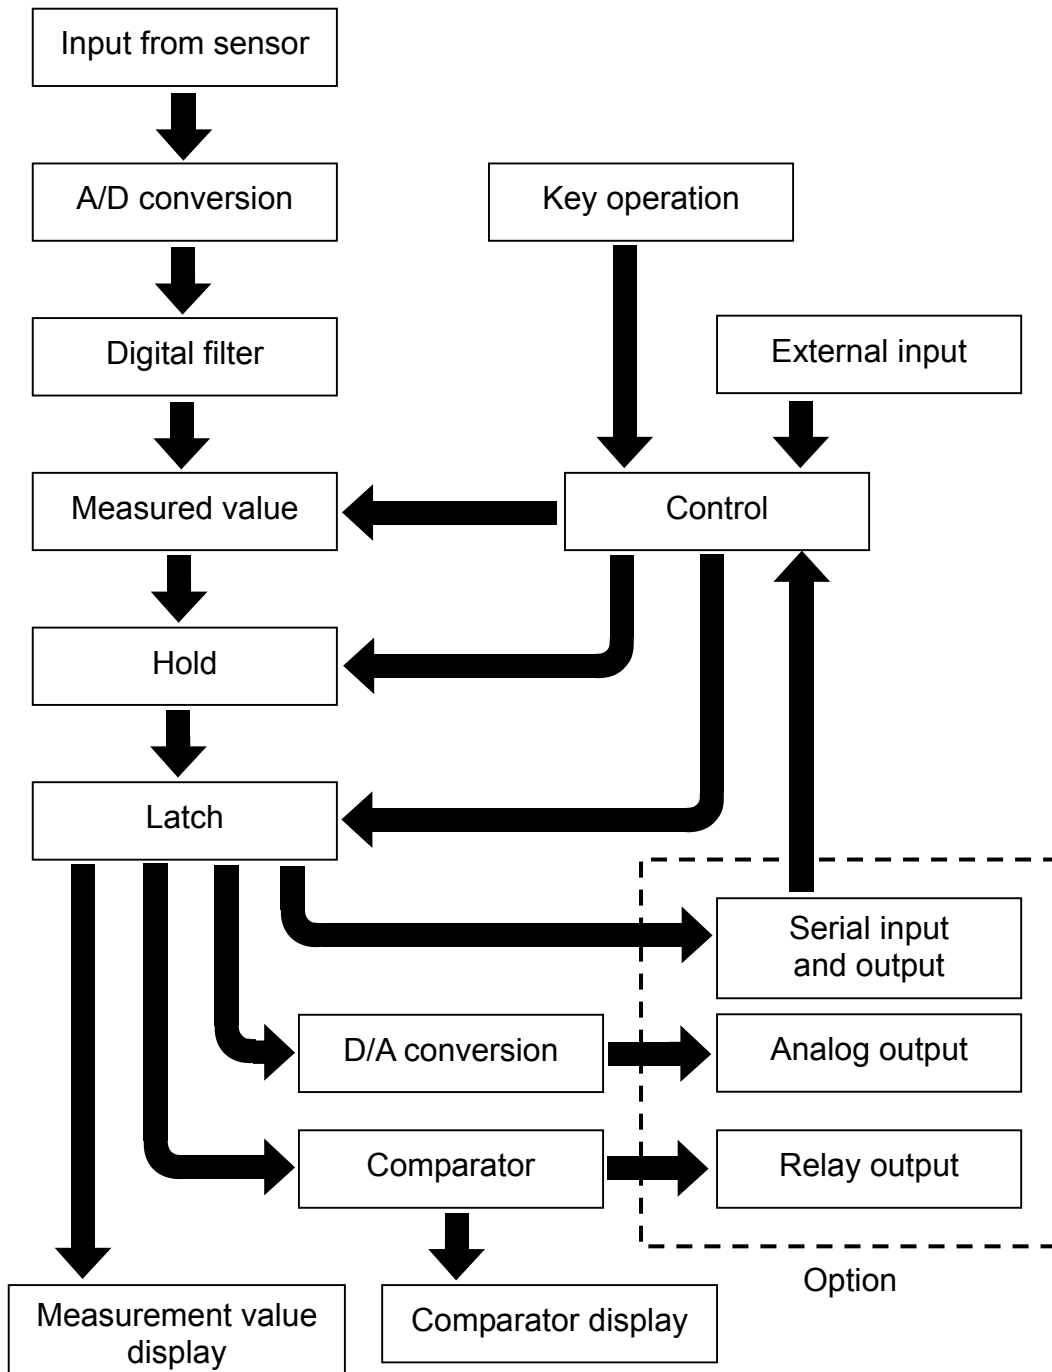 Input from sensor
A/D conversion
Key operation
Digital filter
External input
Measured value
Control
Hold
Latch
Serial input
and output
D/A conversion
Analog output
Comparator
Relay output
Option
Measurement value
display
Comparator display